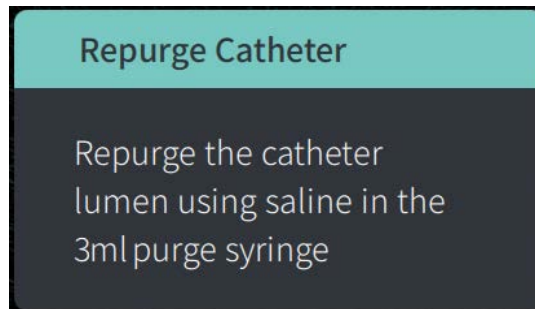 Repurge Catheter
Repurge the catheter
lumen using saline in the
3ml purge syringe